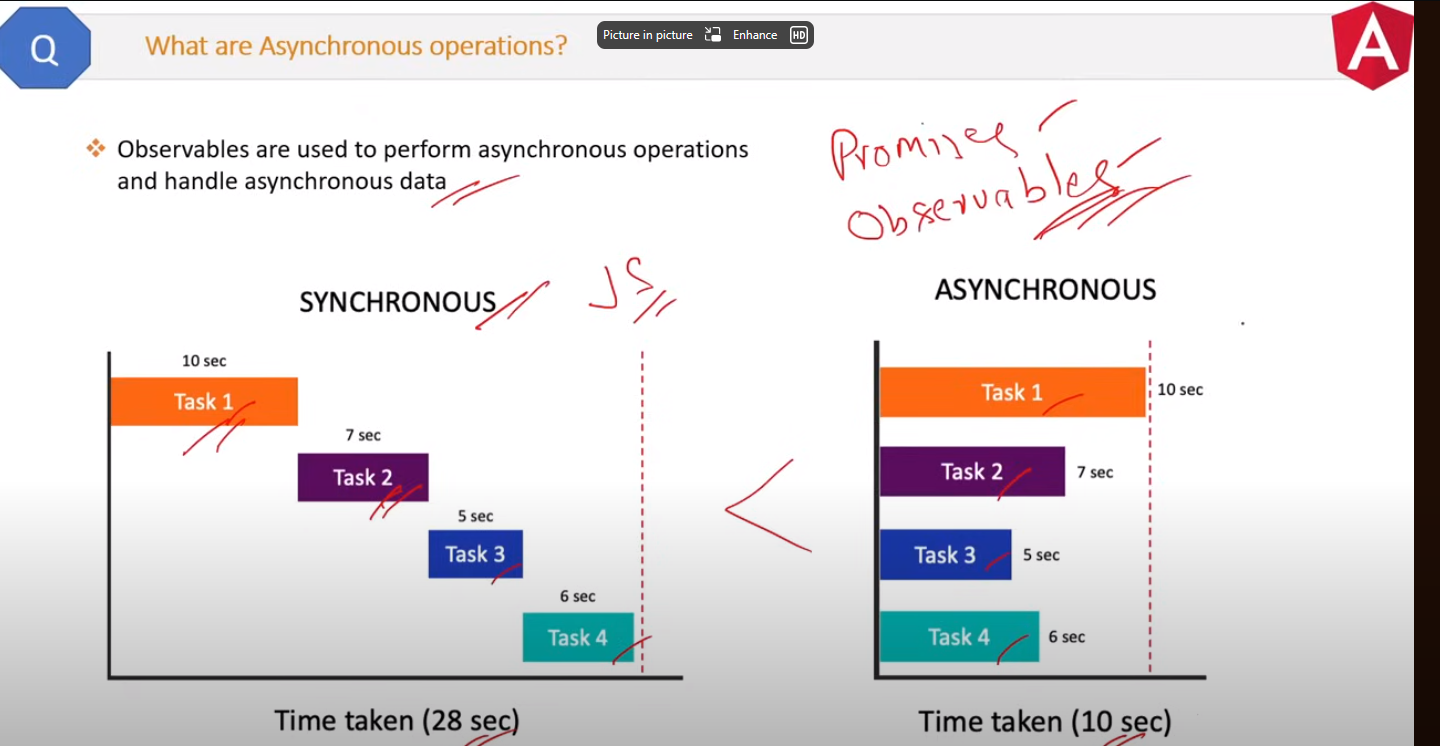 Q
What are Asynchronous operations?
Picture in picture Enhance HD
A
Observables are used to perform asynchronous operations
and handle asynchronous data
Promises
Observables
SYNCHRONOUS
JS
ASYNCHRONOUS
10 sec
Task 1
7 sec
Task 2
5 sec
Task 3
6 sec
Task 4
Time taken (28 sec)
Task 1 10 sec
Task 2 7 sec
Task 3 5 sec
Task 4 6 sec
Time taken (10 sec)